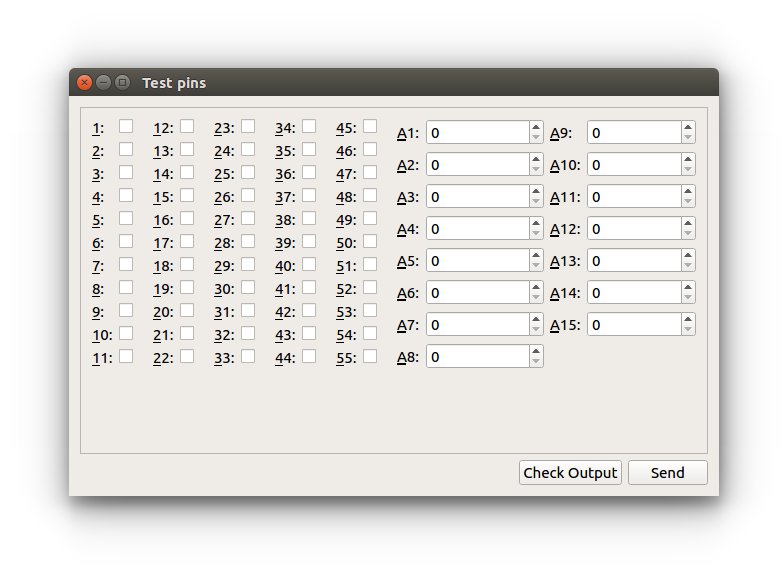 Test pins
1: 12: 23: 34: 45: A1: 0 A9: 0
2: 13: 24: 35: 46: A2: 0 A10: 0
3: 14: 25: 36: 47: A3: 0 A11: 0
4: 15: 26: 37: 48: A4: 0 A12: 0
5: 16: 27: 38: 49: A5: 0 A13: 0
6: 17: 28: 39: 50: A6: 0 A14: 0
7: 18: 29: 40: 51: A7: 0 A15: 0
8: 19: 30: 41: 52: A8: 0
9: 20: 31: 42: 53:
10: 21: 32: 43: 54:
11: 22: 33: 44: 55:
Check Output Send